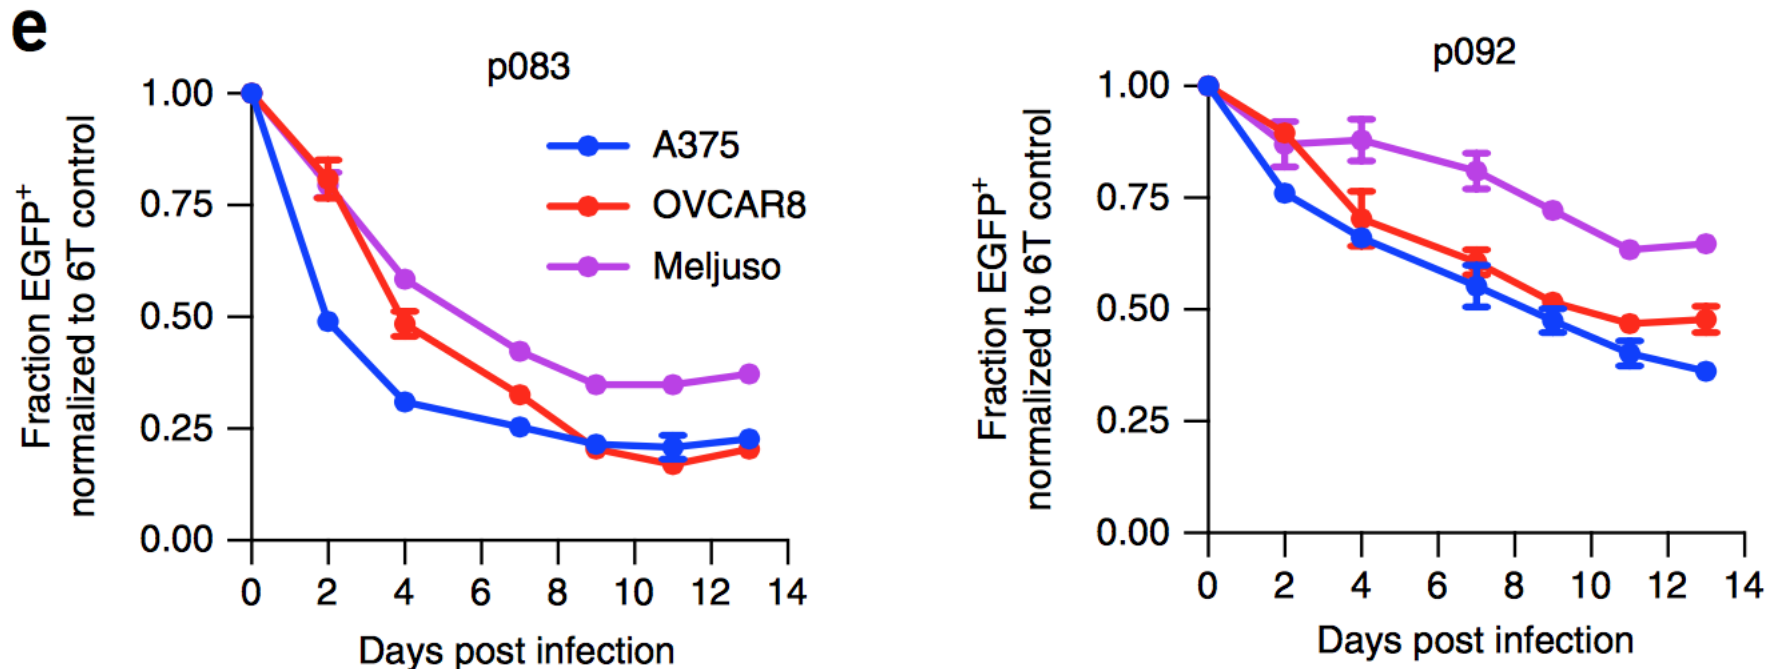 e
p083
Fraction EGFP+
normalized to 6T control
1.00
0.75
0.50
0.25
0.00
A375
OVCAR8
Meljuso
0 2 4 6 8 10 12 14
Days post infection
p092
Fraction EGFP+
normalized to 6T control
1.00
0.75
0.50
0.25
0.00
0 2 4 6 8 10 12 14
Days post infection